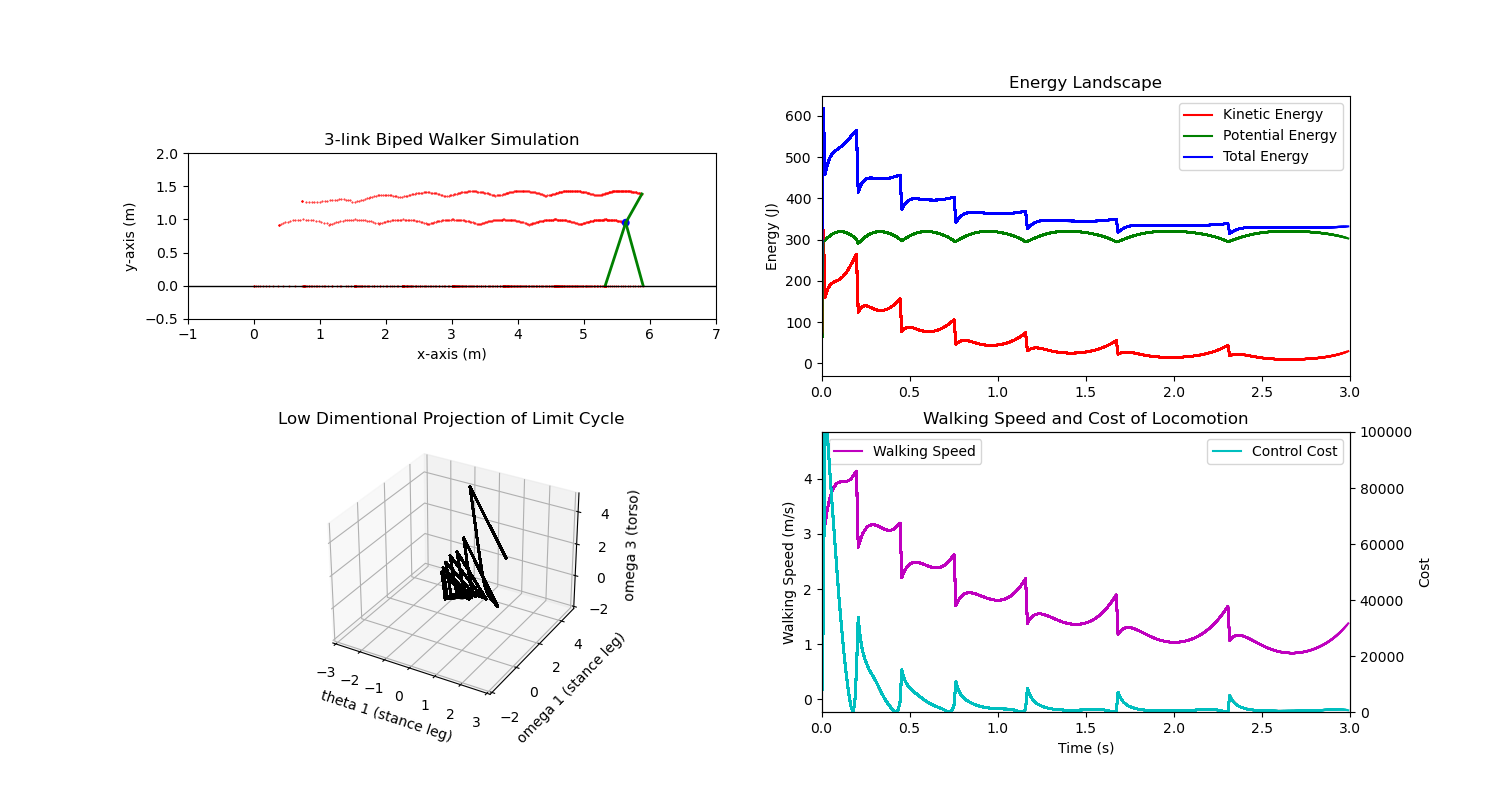 3-link Biped Walker Simulation
2.0
1.5
1.0
0.5
0.0
−0.5
y-axis (m)
−1 0 1 2 3 4 5 6 7
x-axis (m)
Energy Landscape
Kinetic Energy
Potential Energy
Total Energy
600
500
400
300
200
100
0
Energy (J)
0.0 0.5 1.0 1.5 2.0 2.5 3.0
Low Dimentional Projection of Limit Cycle
−3 −2 −1 0 1 2 3
theta 1 (stance leg)
−2 0 2 4
omega 1 (stance leg)
4
2
0
−2
omega 3 (torso)
Walking Speed and Cost of Locomotion
Walking Speed
Control Cost
4
3
2
1
0
Walking Speed (m/s)
100000
80000
60000
40000
20000
0
Cost
0.0 0.5 1.0 1.5 2.0 2.5 3.0
Time (s)